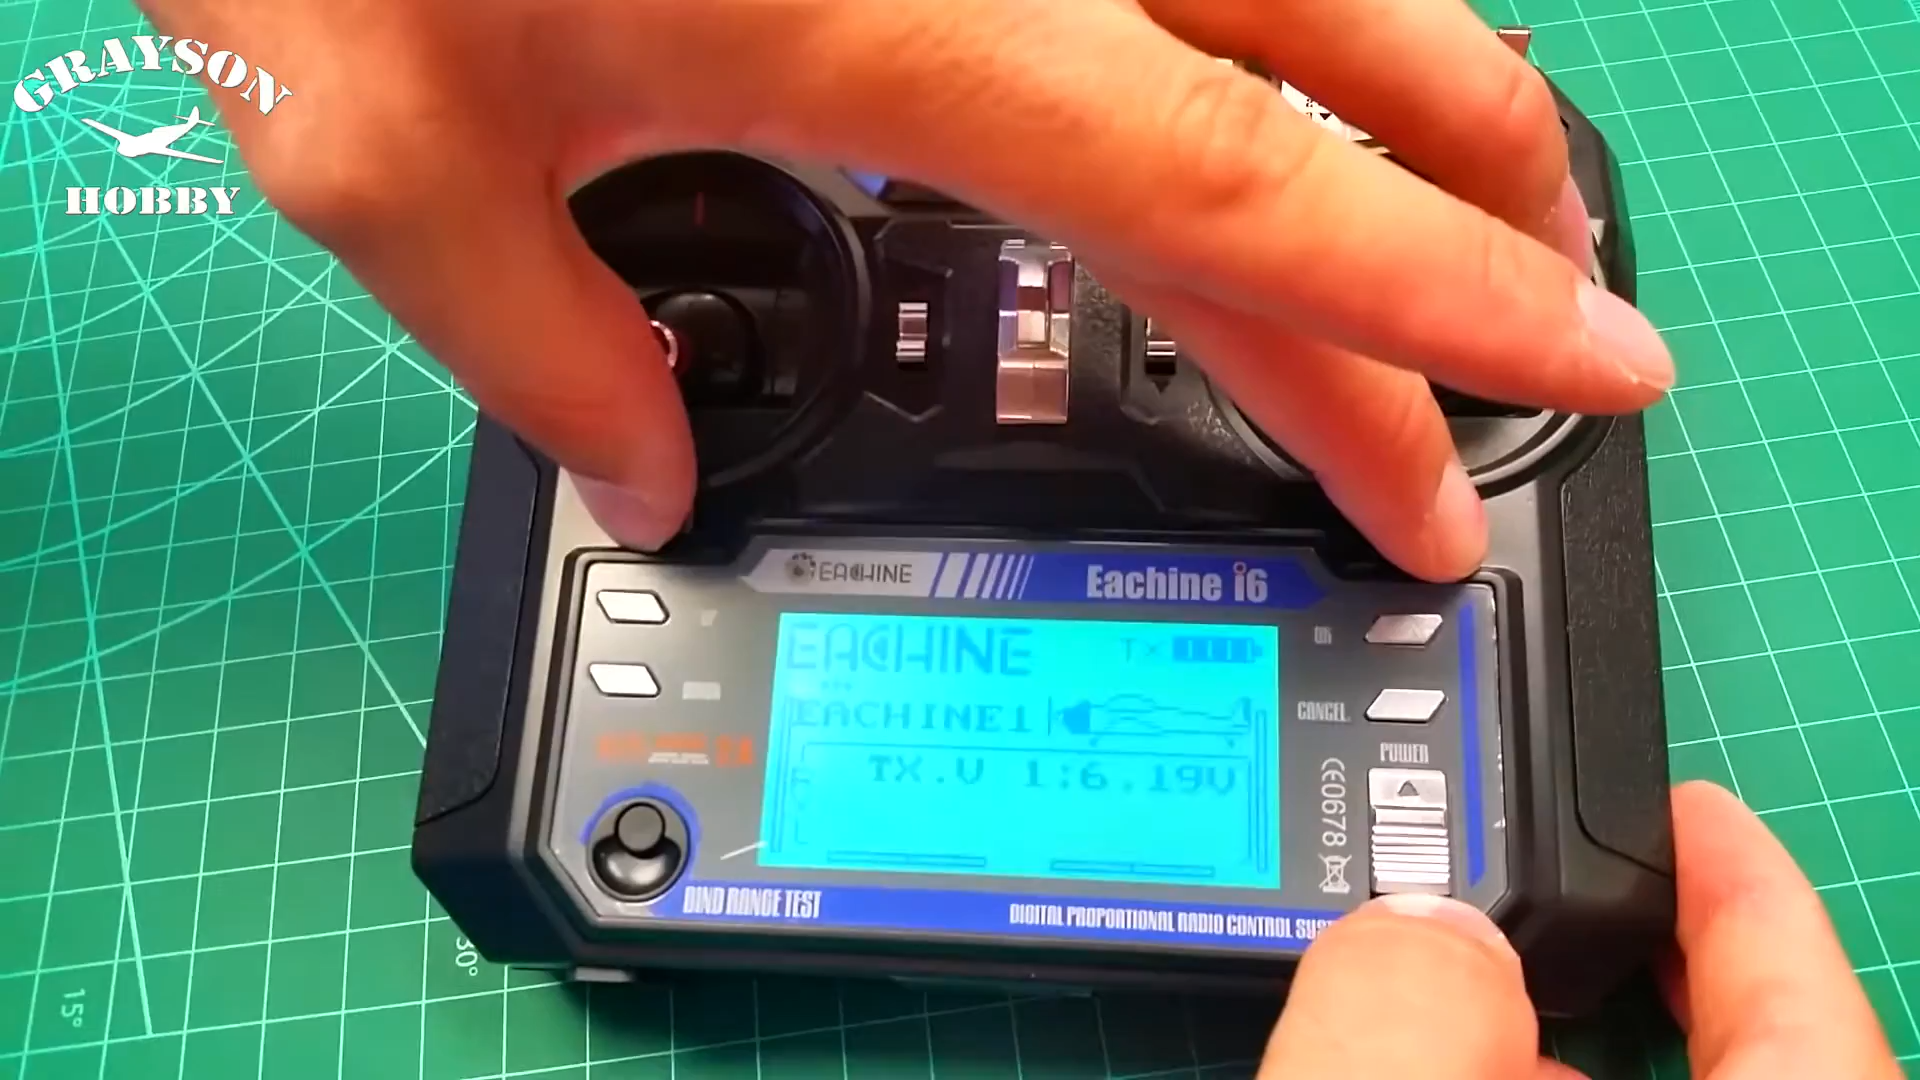 GRAYSON
HOBBY
EACHINE
Eachine i6
EACHINE
TX
EACHINE1
TX.V 1:6.19V
OK
CANCEL
POWER
CE0678
BIND RANGE TEST
DIGITAL PROPORTIONAL RADIO CONTROL
30°
15°